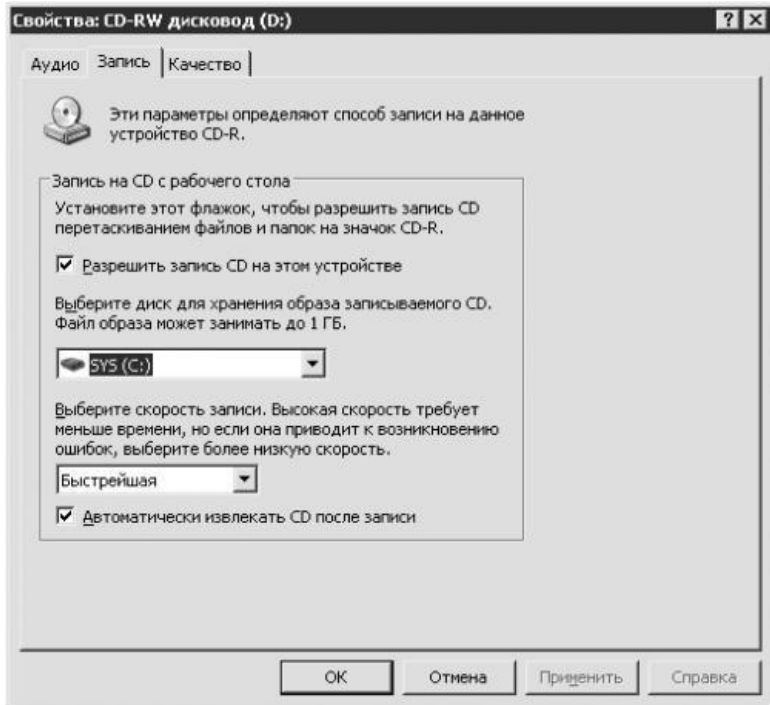 Свойства: CD-RW дисковод (D:)
Аудио Запись Качество
Эти параметры определяют способ записи на данное
устройство CD-R.
Запись на CD с рабочего стола
Установите этот флажок, чтобы разрешить запись CD
перетаскиванием файлов и папок на значок CD-R.
Разрешить запись CD на этом устройстве
Выберите диск для хранения образа записываемого CD.
Файл образа может занимать до 1 ГБ.
SYS (C:)
Выберите скорость записи. Высокая скорость требует
меньше времени, но если она приводит к возникновению
ошибок, выберите более низкую скорость.
Быстрейшая
Автоматически извлекать CD после записи
ОК Отмена Применить Справка